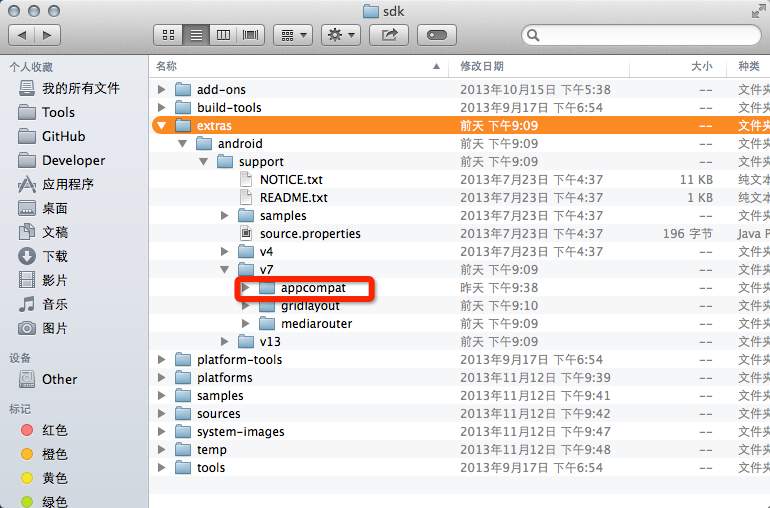 sdk
个人收藏
我的所有文件
Tools
GitHub
Developer
应用程序
桌面
文稿
下载
影片
音乐
图片
设备
Other
标记
红色
橙色
黄色
绿色
名称 修改日期 大小 种类
add-ons 2013年10月15日 下午5:38 -- 文件夹
build-tools 2013年9月17日 下午6:54 -- 文件夹
extras 前天 下午9:09 -- 文件夹
android 前天 下午9:09 -- 文件夹
support 前天 下午9:09 -- 文件夹
NOTICE.txt 2013年7月23日 下午4:37 11 KB 纯文本
README.txt 2013年7月23日 下午4:37 1 KB 纯文本
samples 2013年7月23日 下午4:37 -- 文件夹
source.properties 2013年7月23日 下午4:37 196 字节 Java P
v4 2013年7月23日 下午4:37 -- 文件夹
v7 前天 下午9:09 -- 文件夹
appcompat 昨天 下午9:38 -- 文件夹
gridlayout 前天 下午9:10 -- 文件夹
mediarouter 前天 下午9:09 -- 文件夹
v13 前天 下午9:09 -- 文件夹
platform-tools 2013年9月17日 下午6:54 -- 文件夹
platforms 2013年11月12日 下午9:39 -- 文件夹
samples 2013年11月12日 下午9:41 -- 文件夹
sources 2013年11月12日 下午9:42 -- 文件夹
system-images 2013年11月12日 下午9:47 -- 文件夹
temp 2013年11月12日 下午9:47 -- 文件夹
tools 2013年9月17日 下午6:54 -- 文件夹